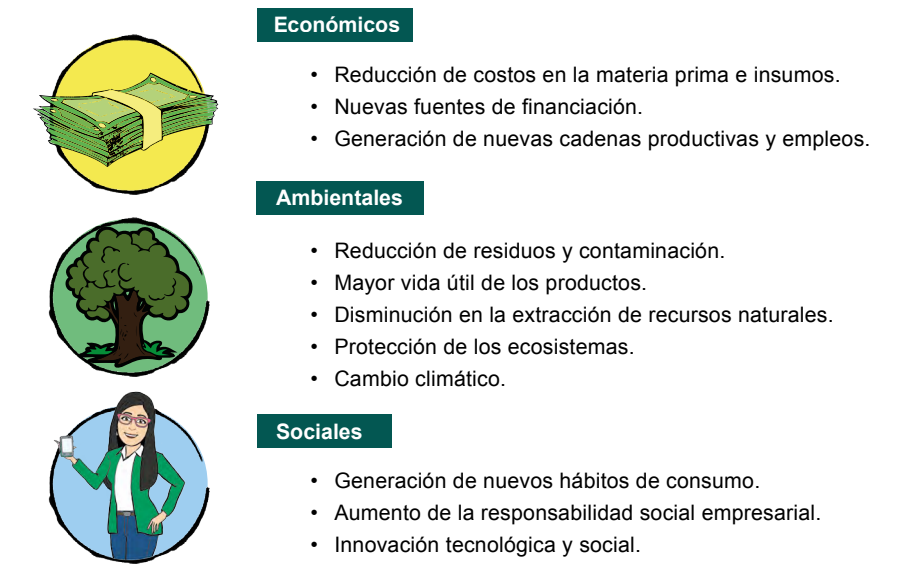 Económicos
• Reducción de costos en la materia prima e insumos.
• Nuevas fuentes de financiación.
• Generación de nuevas cadenas productivas y empleos.
Ambientales
• Reducción de residuos y contaminación.
• Mayor vida útil de los productos.
• Disminución en la extracción de recursos naturales.
• Protección de los ecosistemas.
• Cambio climático.
Sociales
• Generación de nuevos hábitos de consumo.
• Aumento de la responsabilidad social empresarial.
• Innovación tecnológica y social.